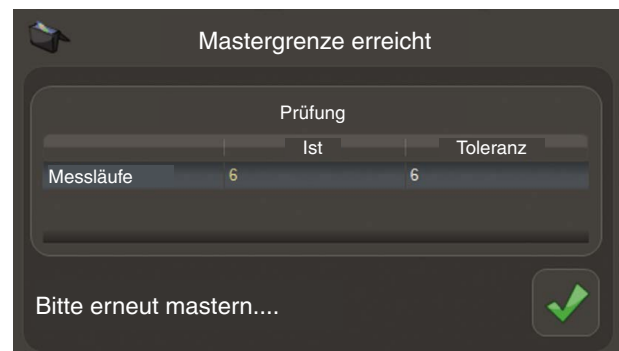 Mastergrenze erreicht
Prüfung
Ist Toleranz
Messläufe 6 6
Bitte erneut mastern....